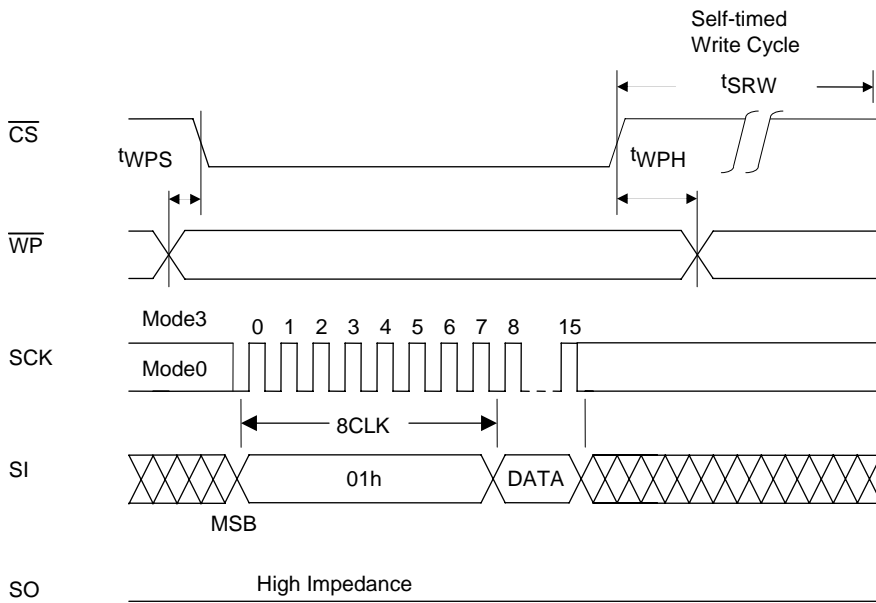 Self-timed
Write Cycle
tSRW
CS
tWPS
tWPH
WP
Mode3
0 1 2 3 4 5 6 7 8 15
SCK
Mode0
8CLK
SI
01h
DATA
MSB
High Impedance
SO